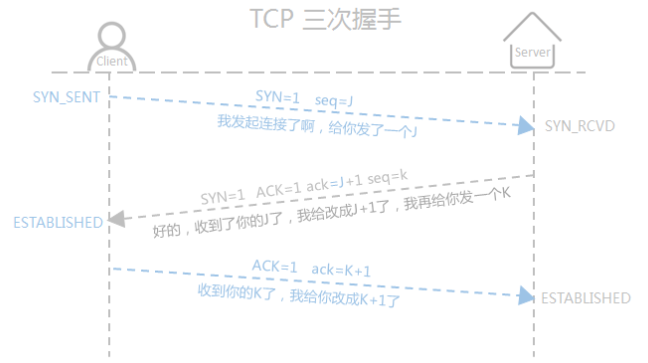 TCP 三次握手
Client
Server
SYN_SENT
SYN=1 seq=J
我发起连接了啊，给你发了一个J
SYN_RCVD
SYN=1 ACK=1 ack=J+1 seq=k
好的，收到了你的J了，我给改成J+1了，我再给你发一个K
ESTABLISHED
ACK=1 ack=K+1
收到你的K了，我给你改成K+1了
ESTABLISHED